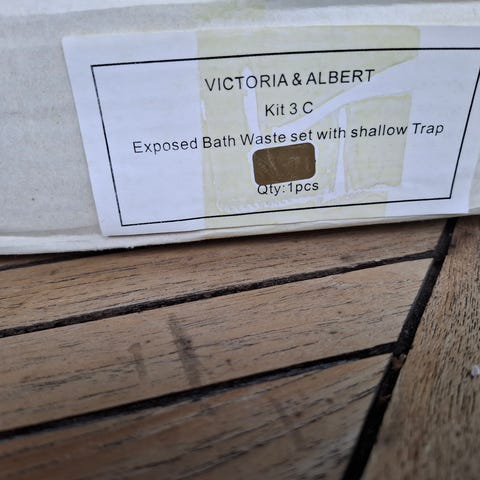 VICTORIA & ALBERT
Kit 3 C
Exposed Bath Waste set with shallow Trap
Qty:1pcs